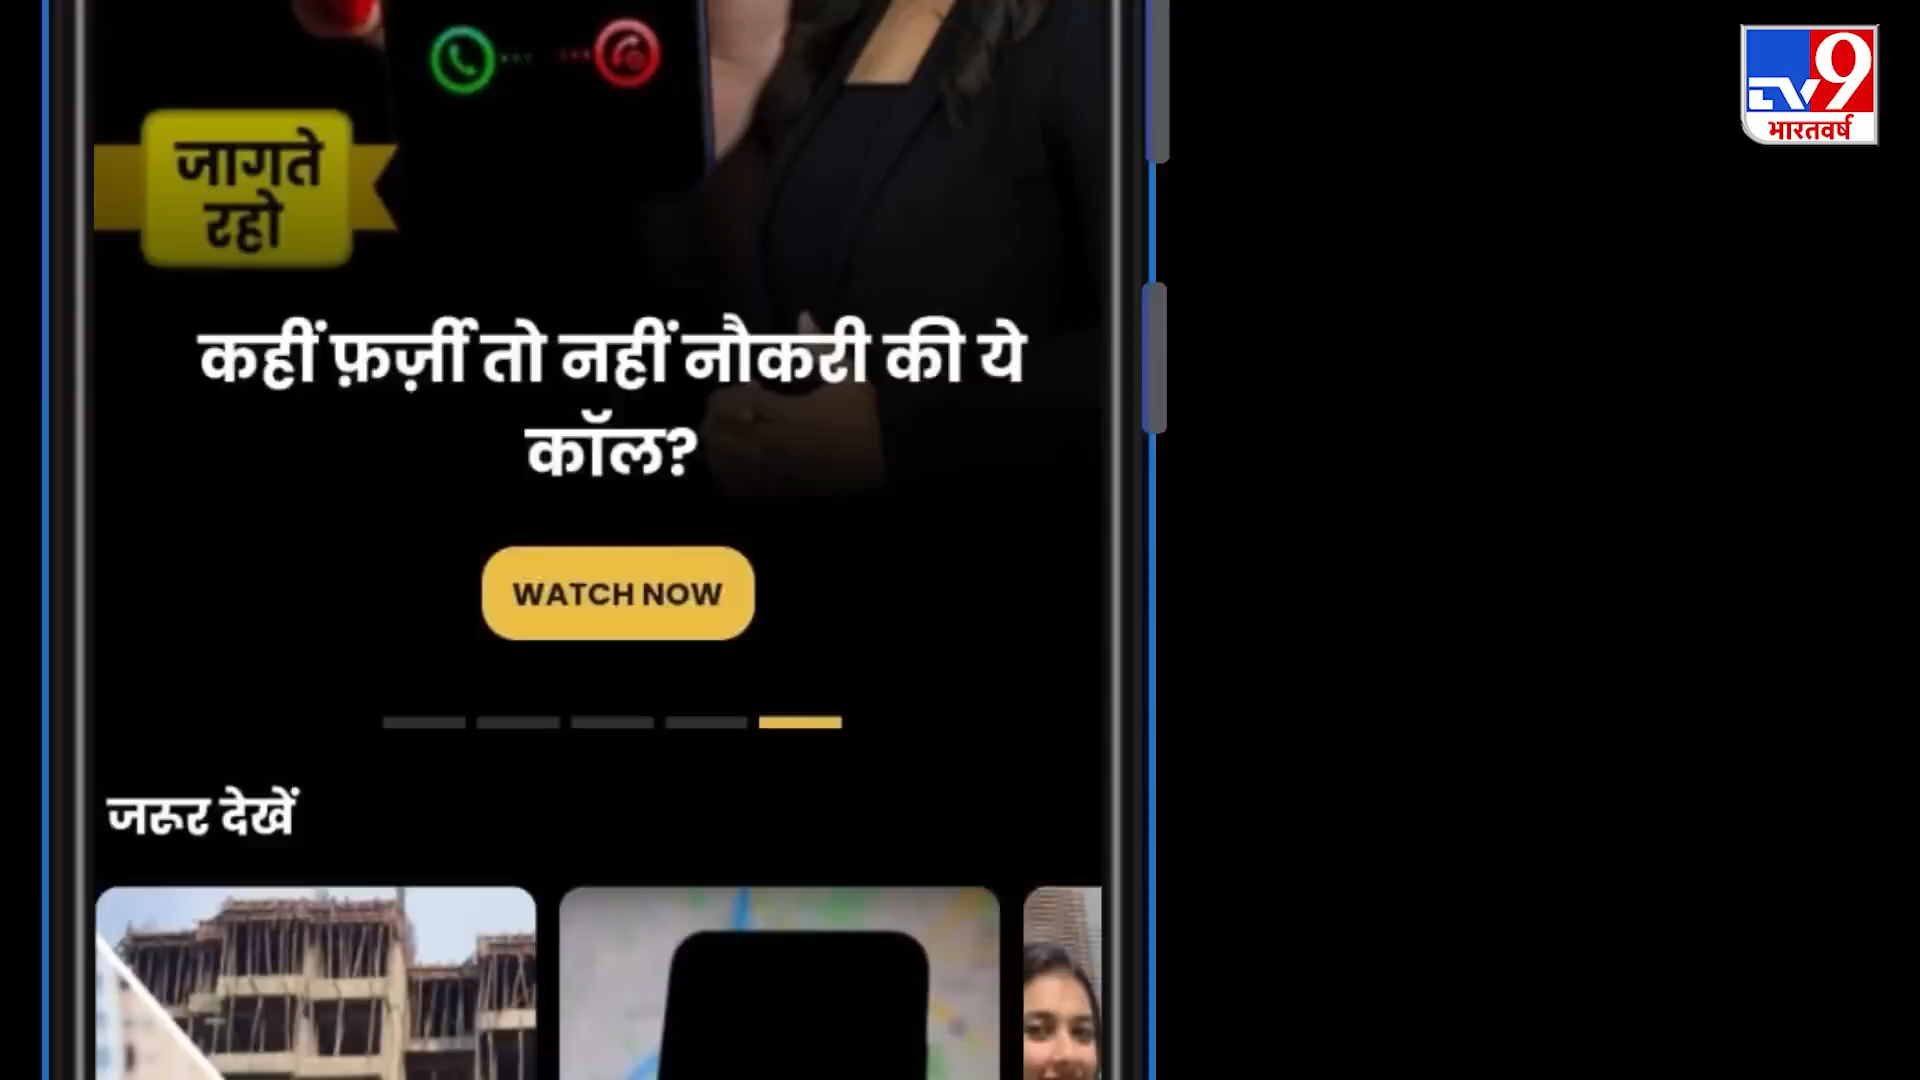 TV9
भारतवर्ष
जागते
रहो
कहीं फ़र्ज़ी तो नहीं नौकरी की ये
कॉल?
WATCH NOW
जरूर देखें